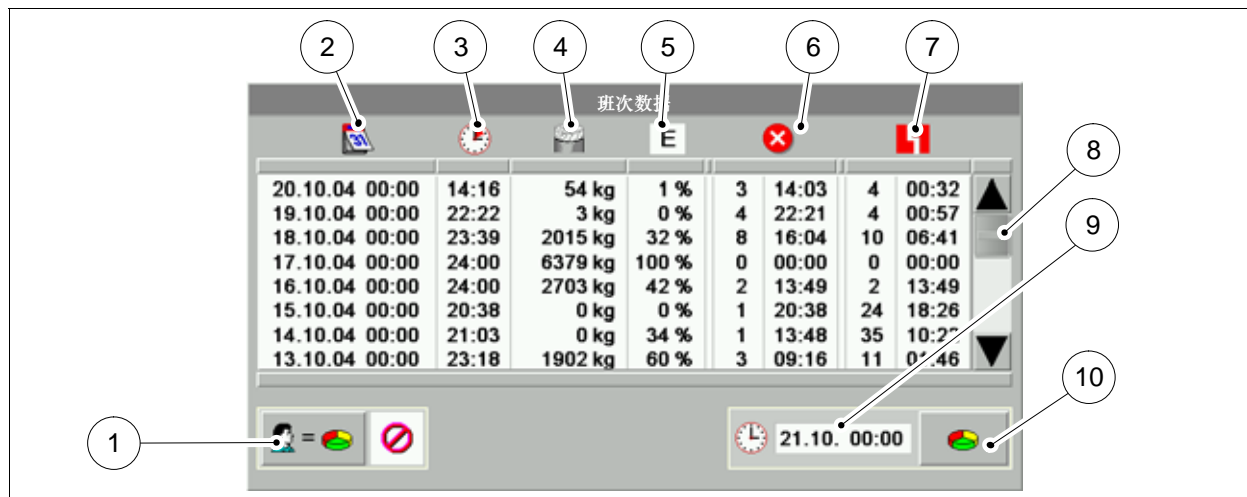 2 3 4 5 6 7
班次数据
31 E
20.10.04 00:00 14:16 54 kg 1 % 3 14:03 4 00:32
19.10.04 00:00 22:22 3 kg 0 % 4 22:21 4 00:57
18.10.04 00:00 23:39 2015 kg 32 % 8 16:04 10 06:41
17.10.04 00:00 24:00 6379 kg 100 % 0 00:00 0 00:00
16.10.04 00:00 24:00 2703 kg 42 % 2 13:49 2 13:49
15.10.04 00:00 20:38 0 kg 0 % 1 20:38 24 18:26
14.10.04 00:00 21:03 0 kg 34 % 1 13:48 35
13.10.04 00:00 23:18 1902 kg 60 % 3 09:16 11
8
9
10
1 = 21.10. 00:00